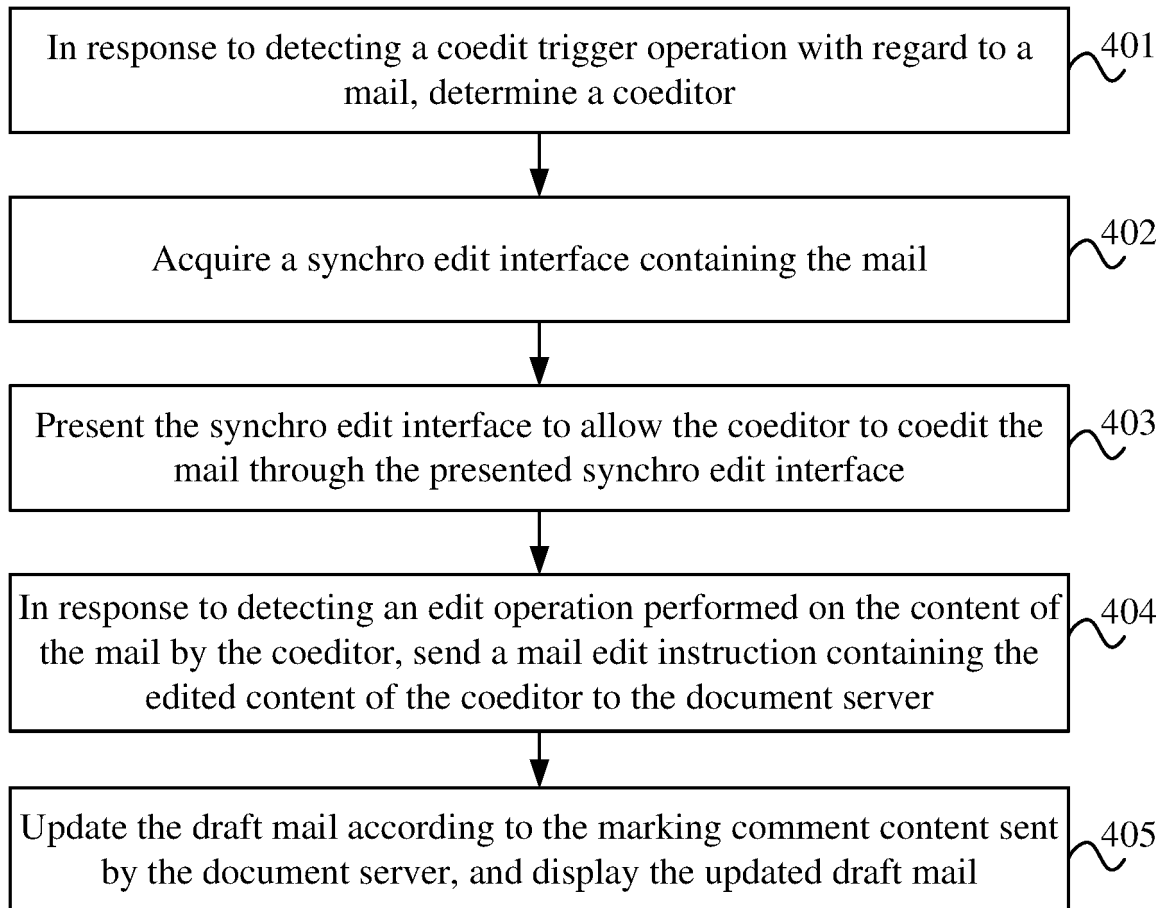 In response to detecting a coedit trigger operation with regard to a
mail, determine a coeditor
401
Acquire a synchro edit interface containing the mail
402
Present the synchro edit interface to allow the coeditor to coedit the
mail through the presented synchro edit interface
403
In response to detecting an edit operation performed on the content of
the mail by the coeditor, send a mail edit instruction containing the
edited content of the coeditor to the document server
404
Update the draft mail according to the marking comment content sent
by the document server, and display the updated draft mail
405